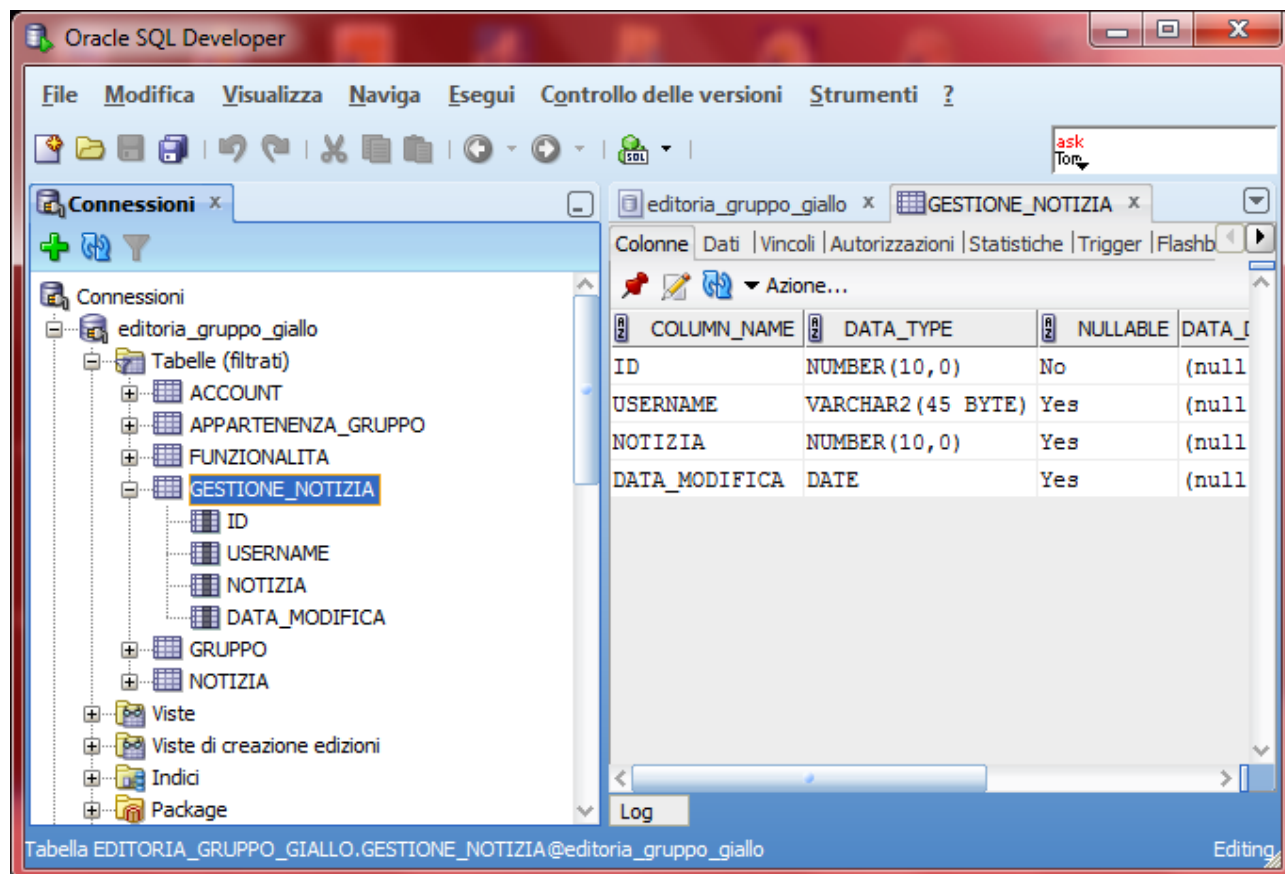 Oracle SQL Developer
File Modifica Visualizza Naviga Esegui Controllo delle versioni Strumenti ?
SQL
ask
Tom
Connessioni x
Connessioni
editoria_gruppo_giallo
Tabelle (filtrati)
ACCOUNT
APPARTENENZA_GRUPPO
FUNZIONALITA
GESTIONE_NOTIZIA
ID
USERNAME
NOTIZIA
DATA_MODIFICA
GRUPPO
NOTIZIA
Viste
Viste di creazione edizioni
Indici
Package
editoria_gruppo_giallo x GESTIONE_NOTIZIA x
Colonne Dati |Vincoli |Autorizzazioni |Statistiche |Trigger |Flashb
Azione...
COLUMN_NAME DATA_TYPE NULLABLE DATA_D
ID NUMBER(10,0) No (null
USERNAME VARCHAR2(45 BYTE) Yes (null
NOTIZIA NUMBER(10,0) Yes (null
DATA_MODIFICA DATE Yes (null
Log
Tabella EDITORIA_GRUPPO_GIALLO.GESTIONE_NOTIZIA@editoria_gruppo_giallo Editing